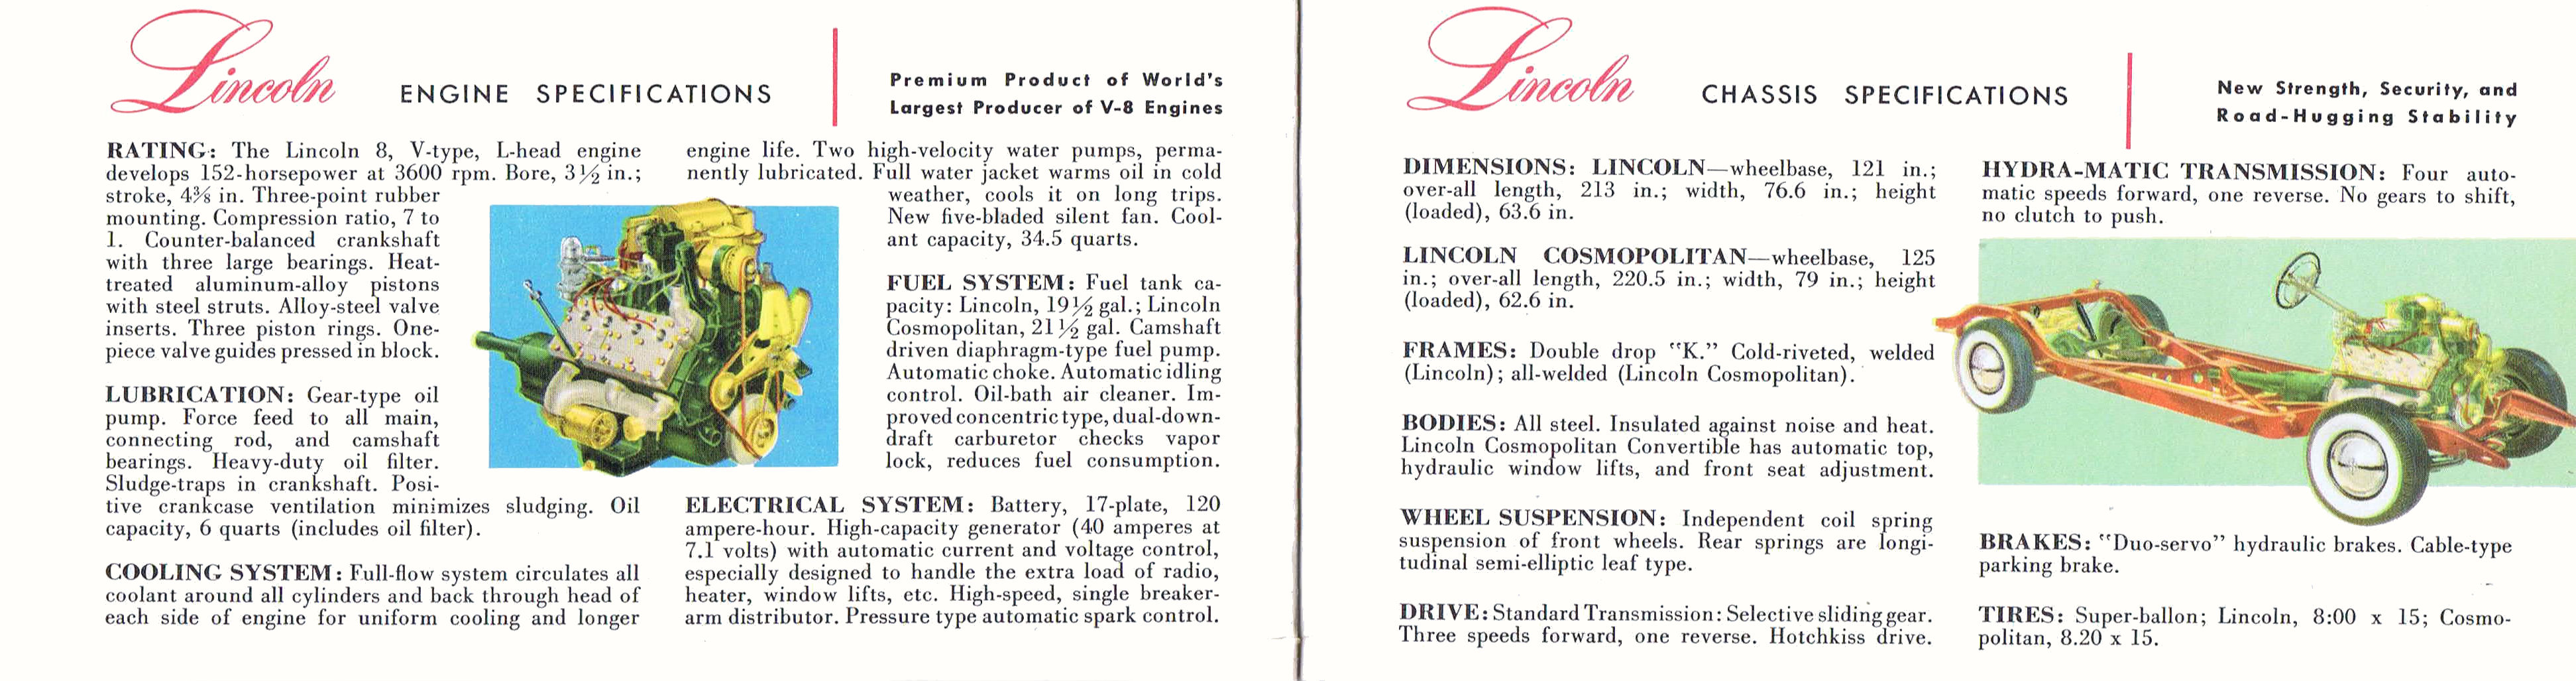 Lincoln
ENGINE SPECIFICATIONS
Premium Product of World's
Largest Producer of V-8 Engines
RATING: The Lincoln 8, V-type, L-head engine
develops 152-horsepower at 3600 rpm. Bore, 3½ in.;
stroke, 4⅜ in. Three-point rubber
mounting. Compression ratio, 7 to
1. Counter-balanced crankshaft
with three large bearings. Heat-
treated aluminum-alloy pistons
with steel struts. Alloy-steel valve
inserts. Three piston rings. One-
piece valve guides pressed in block.
LUBRICATION: Gear-type oil
pump. Force feed to all main,
connecting rod, and camshaft
bearings. Heavy-duty oil filter.
Sludge-traps in crankshaft. Posi-
tive crankcase ventilation minimizes sludging. Oil
capacity, 6 quarts (includes oil filter).
COOLING SYSTEM: Full-flow system circulates all
coolant around all cylinders and back through head of
each side of engine for uniform cooling and longer
engine life. Two high-velocity water pumps, perma-
nently lubricated. Full water jacket warms oil in cold
weather, cools it on long trips.
New five-bladed silent fan. Cool-
ant capacity, 34.5 quarts.
FUEL SYSTEM: Fuel tank ca-
pacity: Lincoln, 19½ gal.; Lincoln
Cosmopolitan, 21½ gal. Camshaft
driven diaphragm-type fuel pump.
Automatic choke. Automatic idling
control. Oil-bath air cleaner. Im-
proved concentric type, dual-down-
draft carburetor checks vapor
lock, reduces fuel consumption.
ELECTRICAL SYSTEM: Battery, 17-plate, 120
ampere-hour. High-capacity generator (40 amperes at
7.1 volts) with automatic current and voltage control,
especially designed to handle the extra load of radio,
heater, window lifts, etc. High-speed, single breaker-
arm distributor. Pressure type automatic spark control.
Lincoln
CHASSIS SPECIFICATIONS
New Strength, Security, and
Road-Hugging Stability
DIMENSIONS: LINCOLN—wheelbase, 121 in.;
over-all length, 213 in.; width, 76.6 in.; height
(loaded), 63.6 in.
LINCOLN COSMOPOLITAN—wheelbase, 125
in.; over-all length, 220.5 in.; width, 79 in.; height
(loaded), 62.6 in.
FRAMES: Double drop "K." Cold-riveted, welded
(Lincoln); all-welded (Lincoln Cosmopolitan).
BODIES: All steel. Insulated against noise and heat.
Lincoln Cosmopolitan Convertible has automatic top,
hydraulic window lifts, and front seat adjustment.
WHEEL SUSPENSION: Independent coil spring
suspension of front wheels. Rear springs are longi-
tudinal semi-elliptic leaf type.
DRIVE: Standard Transmission: Selective sliding gear.
Three speeds forward, one reverse. Hotchkiss drive.
HYDRA-MATIC TRANSMISSION: Four auto-
matic speeds forward, one reverse. No gears to shift,
no clutch to push.
BRAKES: "Duo-servo" hydraulic brakes. Cable-type
parking brake.
TIRES: Super-ballon; Lincoln, 8:00 x 15; Cosmo-
politan, 8.20 x 15.